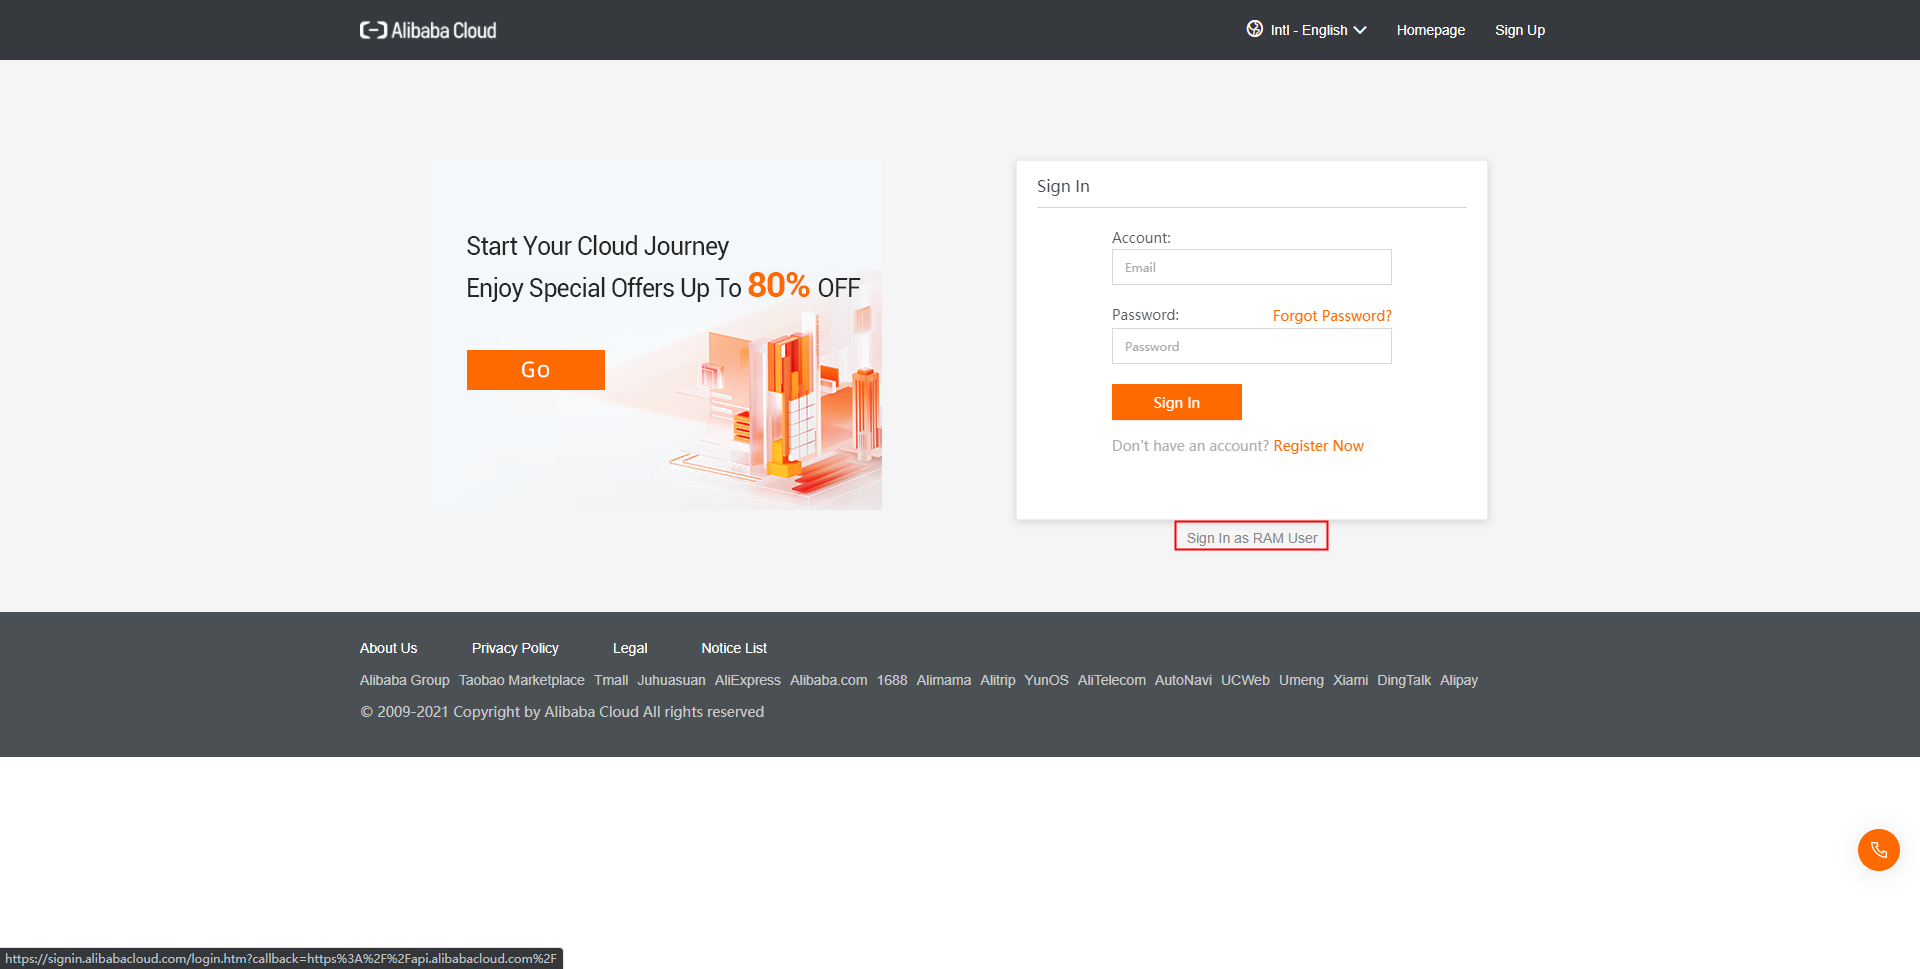 Alibaba Cloud
Intl - English
Homepage
Sign Up
Start Your Cloud Journey
Enjoy Special Offers Up To 80% OFF
Go
Sign In
Account:
Email
Password:
Forgot Password?
Password
Sign In
Don't have an account? Register Now
Sign In as RAM User
About Us
Privacy Policy
Legal
Notice List
Alibaba Group Taobao Marketplace Tmall Juhuasuan AliExpress Alibaba.com 1688 Alimama Alitrip YunOS AliTelecom AutoNavi UCWeb Umeng Xiami DingTalk Alipay
© 2009-2021 Copyright by Alibaba Cloud All rights reserved
https://signin.alibabacloud.com/login.htm?callback=https%3A%2F%2Fapi.alibabacloud.com%2F